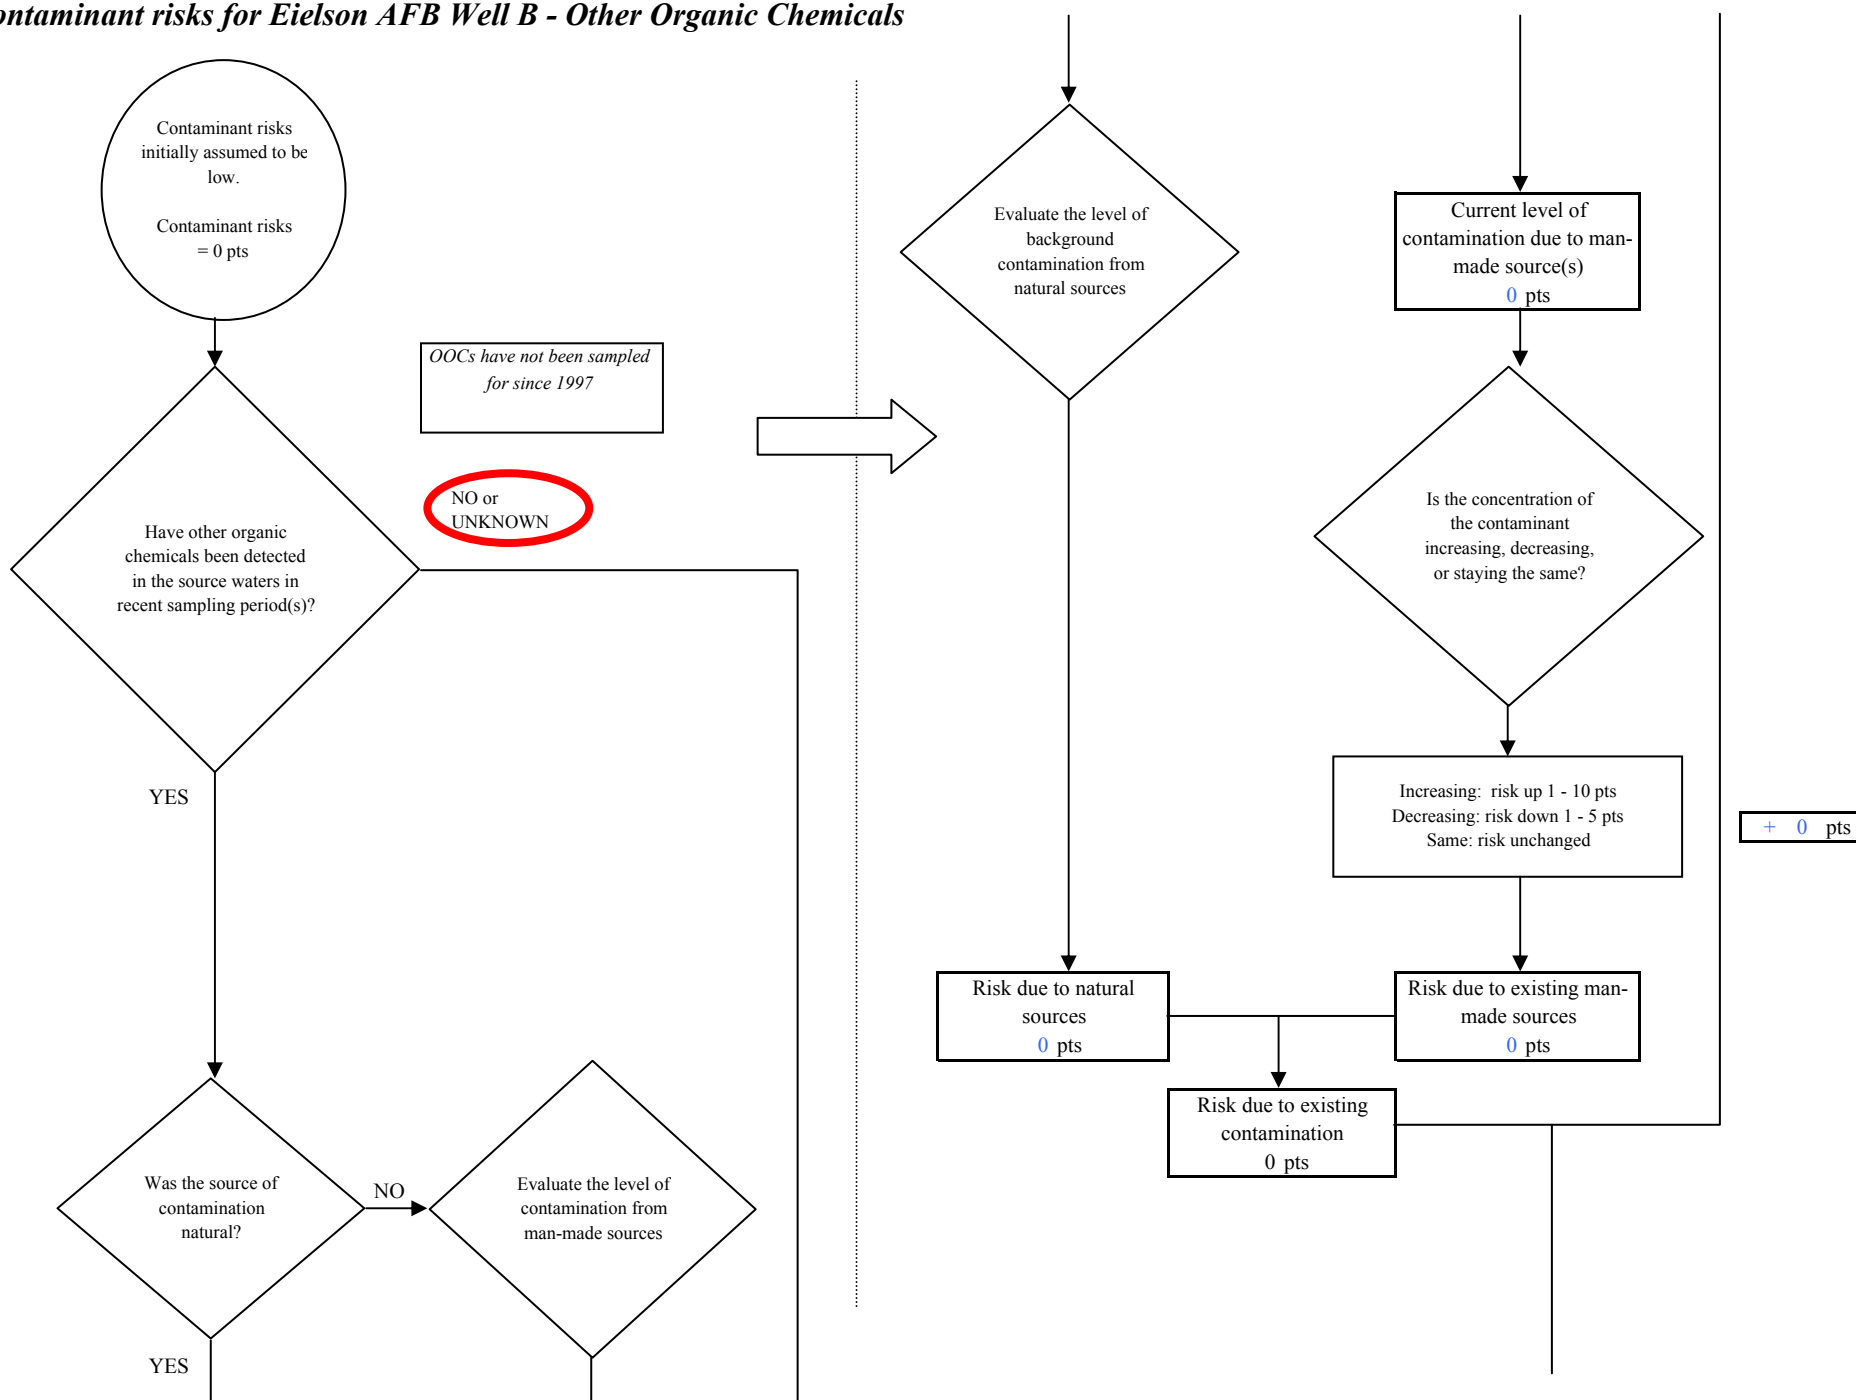 ontaminant risks for Eielson AFB Well B - Other Organic Chemicals
Contaminant risks
initially assumed to be
low.
Contaminant risks
= 0 pts
OOCs have not been sampled
for since 1997
NO or
UNKNOWN
Have other organic
chemicals been detected
in the source waters in
recent sampling period(s)?
YES
Was the source of
contamination
natural?
NO
Evaluate the level of
contamination from
man-made sources
YES
Evaluate the level of
background
contamination from
natural sources
Current level of
contamination due to man-
made source(s)
0 pts
Is the concentration of
the contaminant
increasing, decreasing,
or staying the same?
Increasing: risk up 1 - 10 pts
Decreasing: risk down 1 - 5 pts
Same: risk unchanged
+ 0 pts
Risk due to natural
sources
0 pts
Risk due to existing man-
made sources
0 pts
Risk due to existing
contamination
0 pts